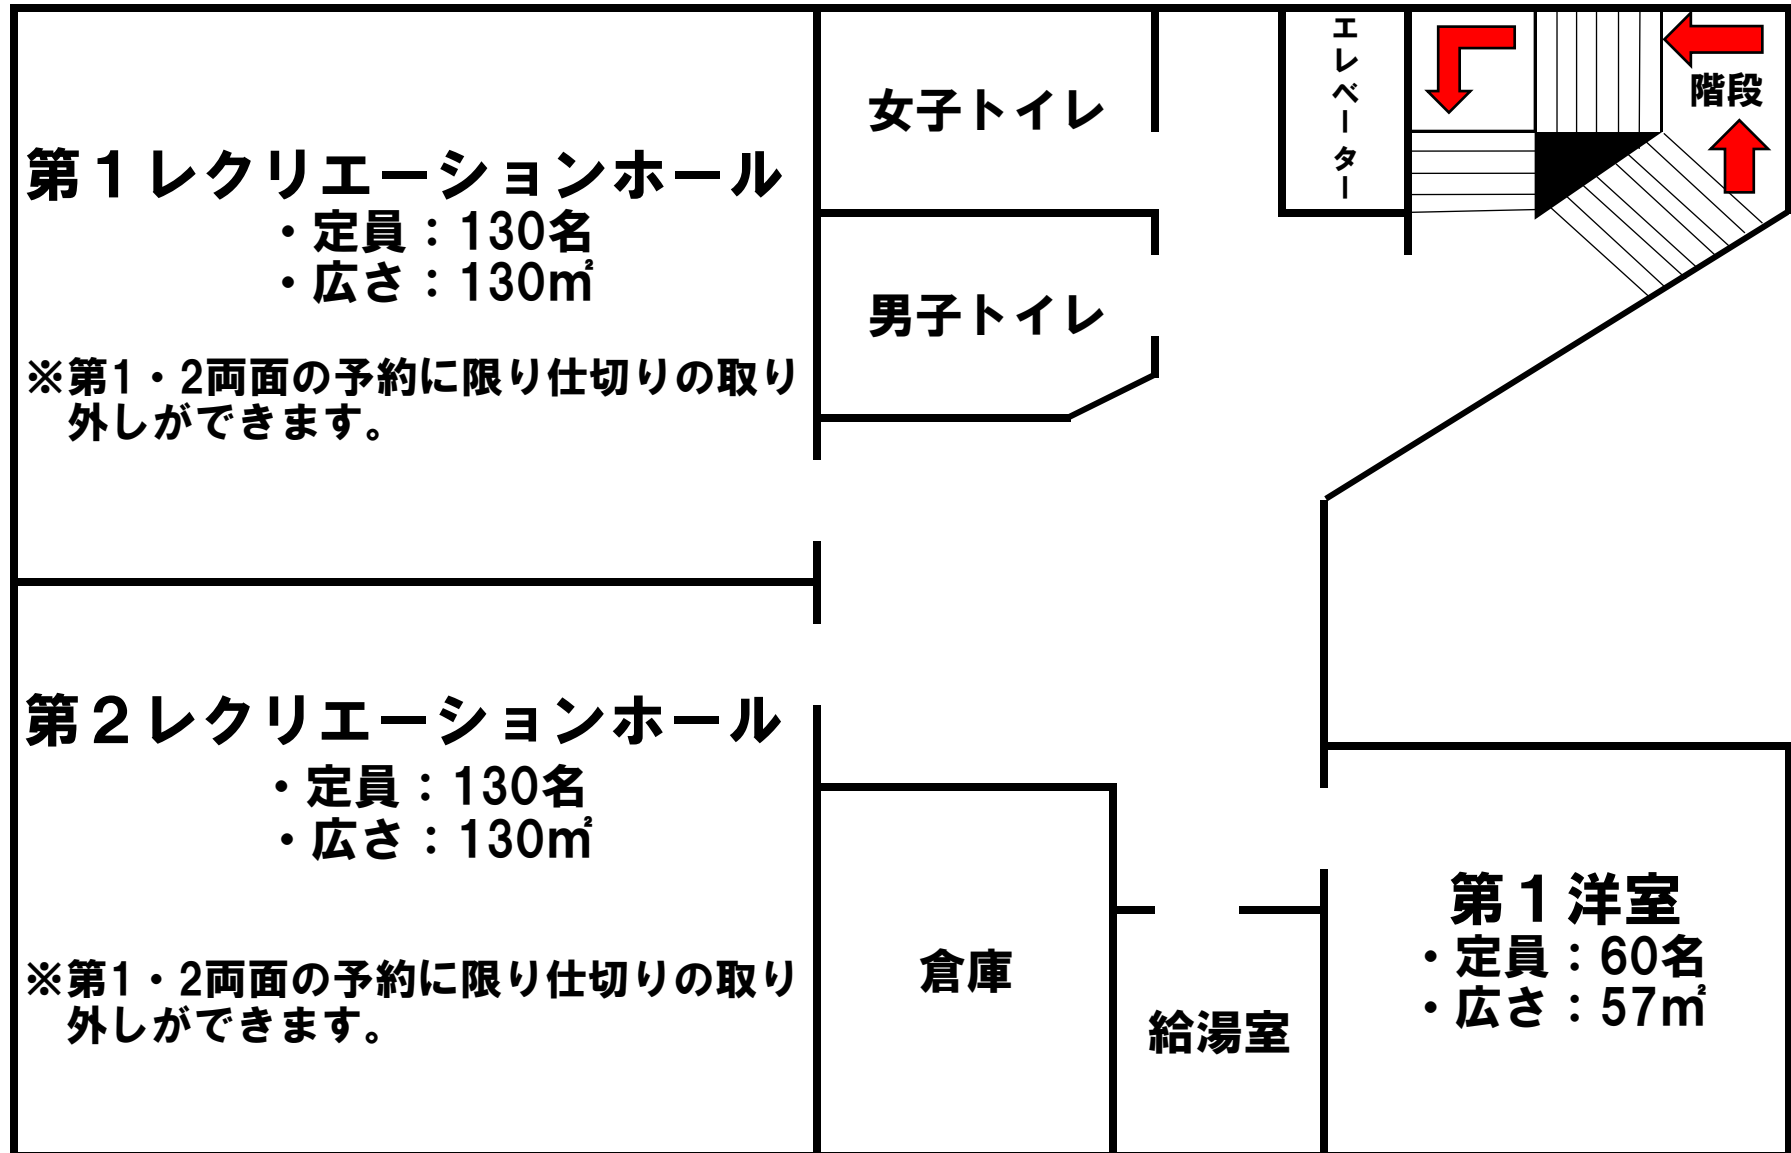 第１レクリエーションホール
・定員：130名
・広さ：130㎡
※第1・2両面の予約に限り仕切りの取り
外しができます。
女子トイレ
男子トイレ
エレベーター
階段
第２レクリエーションホール
・定員：130名
・広さ：130㎡
※第1・2両面の予約に限り仕切りの取り
外しができます。
倉庫
給湯室
第１洋室
・定員：60名
・広さ：57㎡